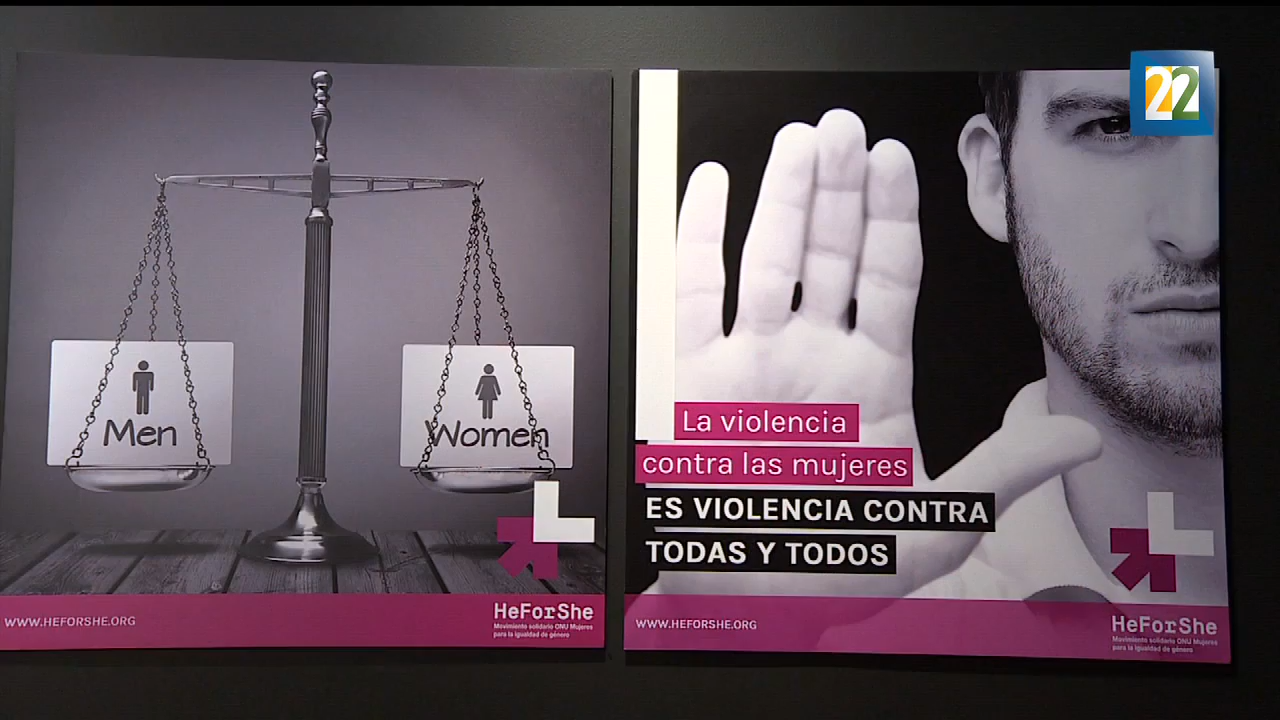 Men
Women
WWW.HEFORSHE.ORG
HeForShe
Movimiento solidario ONU Mujeres
para la igualdad de género
22
La violencia
contra las mujeres
ES VIOLENCIA CONTRA
TODAS Y TODOS
WWW.HEFORSHE.ORG
HeForShe
Movimiento solidario ONU Mujeres
para la igualdad de género